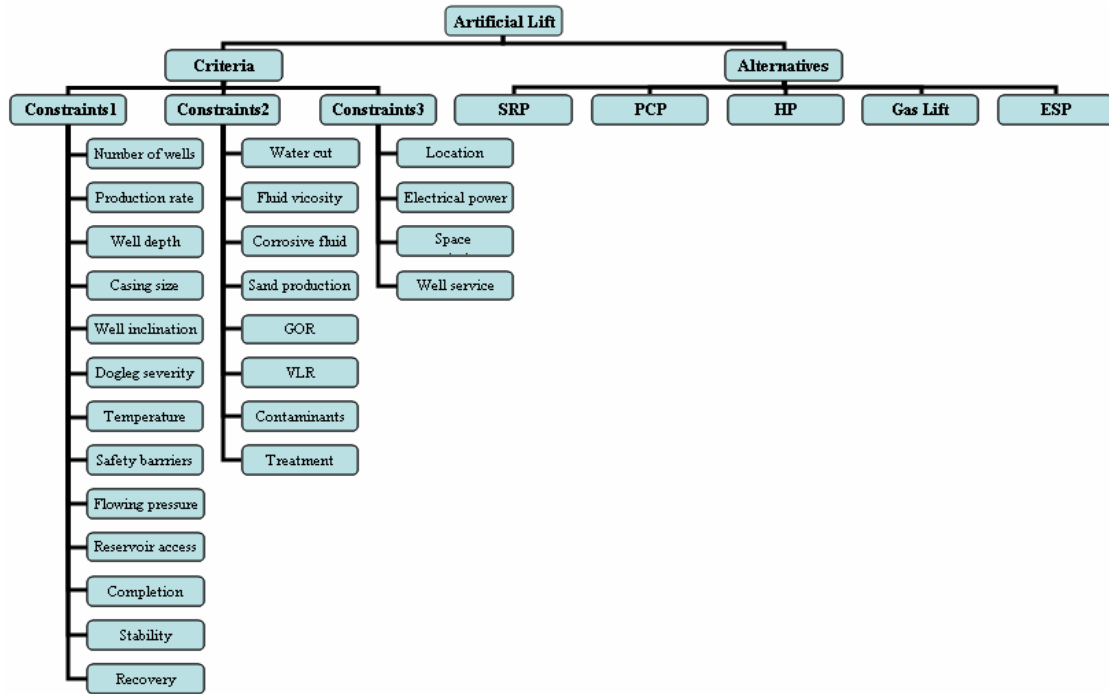 Artificial Lift
Criteria
Alternatives
Constraints1
Constraints2
Constraints3
SRP
PCP
HP
Gas Lift
ESP
Number of wells
Production rate
Well depth
Casing size
Well inclination
Dogleg severity
Temperature
Safety barrriers
Flowing pressure
Reservoir access
Completion
Stability
Recovery
Water cut
Fluid vicosity
Corrosive fluid
Sand production
GOR
VLR
Contaminants
Treatment
Location
Electrical power
Space
Well service